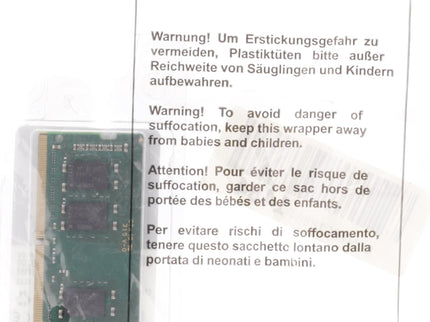 Warnung! Um Erstickungsgefahr zu
vermeiden, Plastiktüten bitte außer
Reichweite von Säuglingen und Kindern
aufbewahren.
Warning! To avoid danger of
suffocation, keep this wrapper away
from babies and children.
Attention! Pour éviter le risque de
suffocation, garder ce sac hors de
portée des bébés et des enfants.
Per evitare rischi di soffocamento,
tenere questo sacchetto lontano dalla
portata di neonati e bambini.